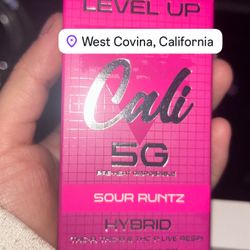 LEVEL UP
West Covina, California
Cali
5G
SOUR RUNTZ
HYBRID